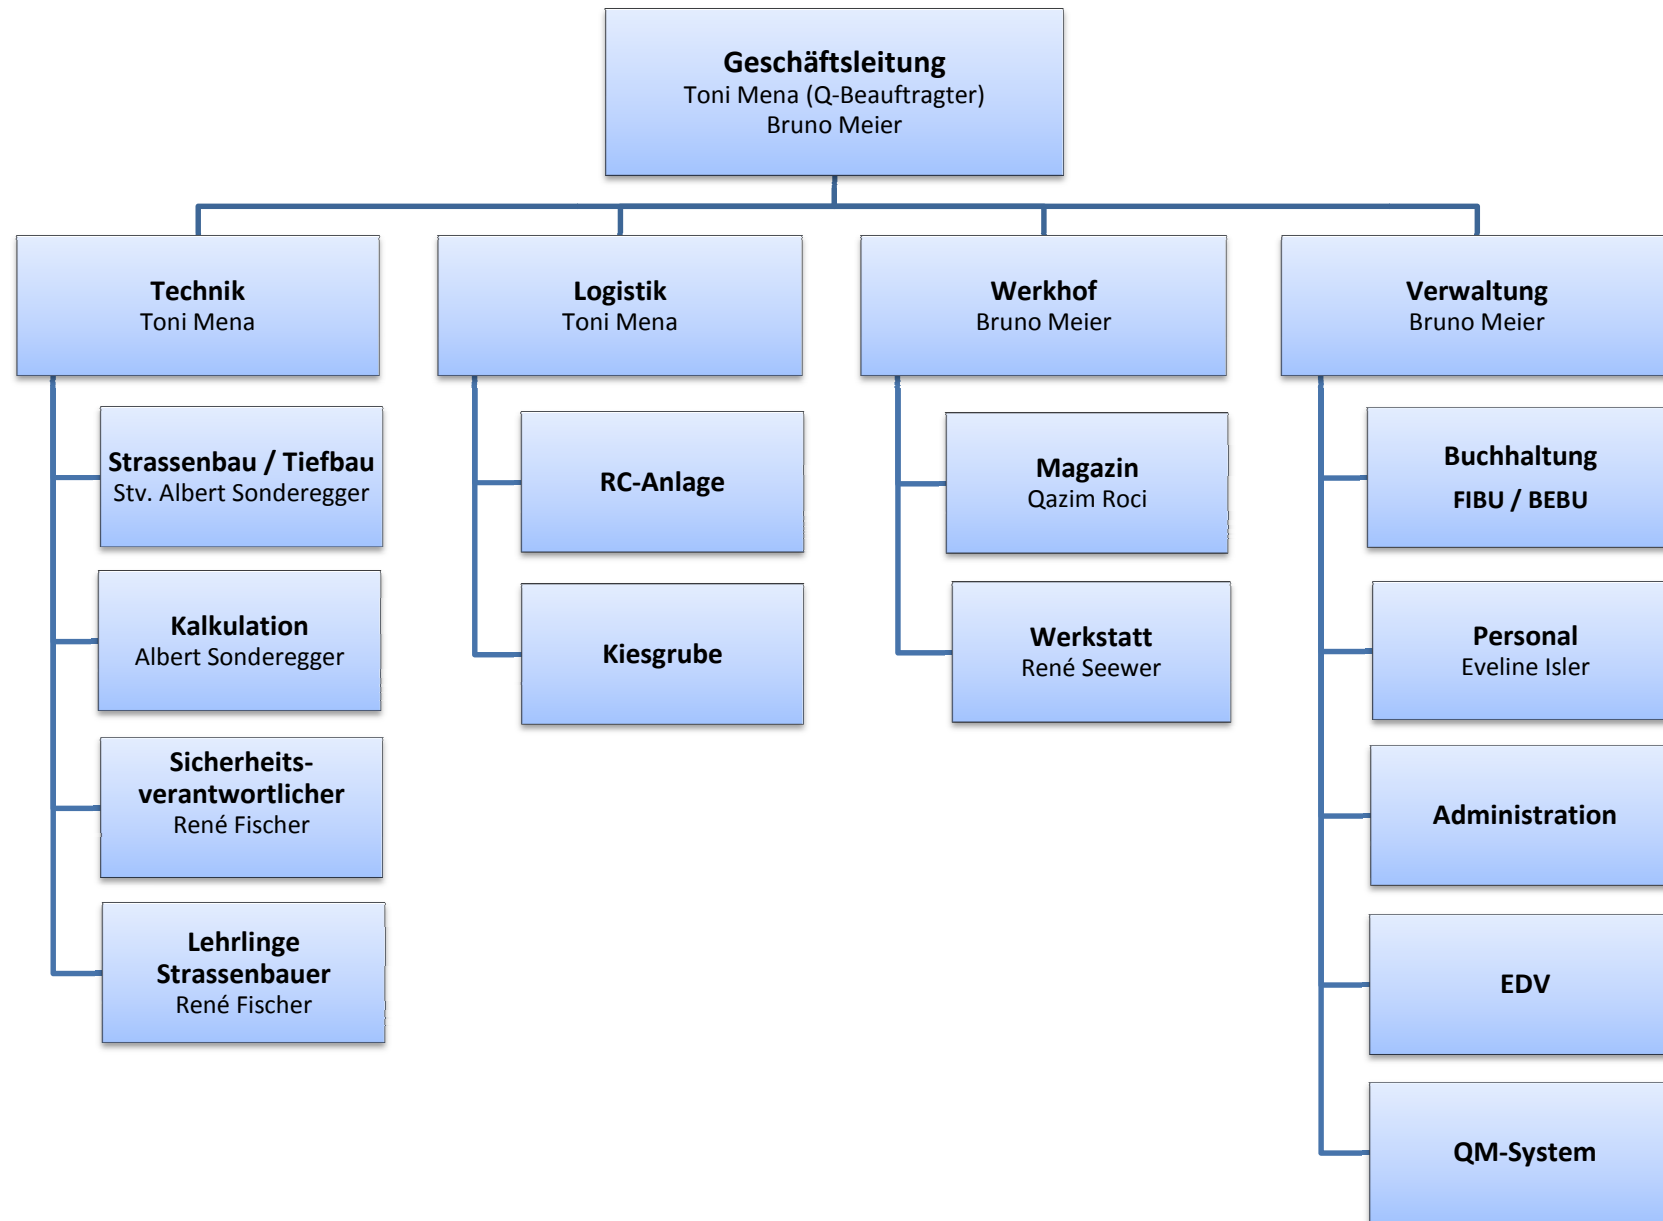 Geschäftsleitung
Toni Mena (Q-Beauftragter)
Bruno Meier
Technik
Toni Mena
Logistik
Toni Mena
Werkhof
Bruno Meier
Verwaltung
Bruno Meier
Strassenbau / Tiefbau
Stv. Albert Sonderegger
Kalkulation
Albert Sonderegger
Sicherheits-
verantwortlicher
René Fischer
Lehrlinge
Strassenbauer
René Fischer
RC-Anlage
Kiesgrube
Magazin
Qazim Roci
Werkstatt
René Seewer
Buchhaltung
FIBU / BEBU
Personal
Eveline Isler
Administration
EDV
QM-System